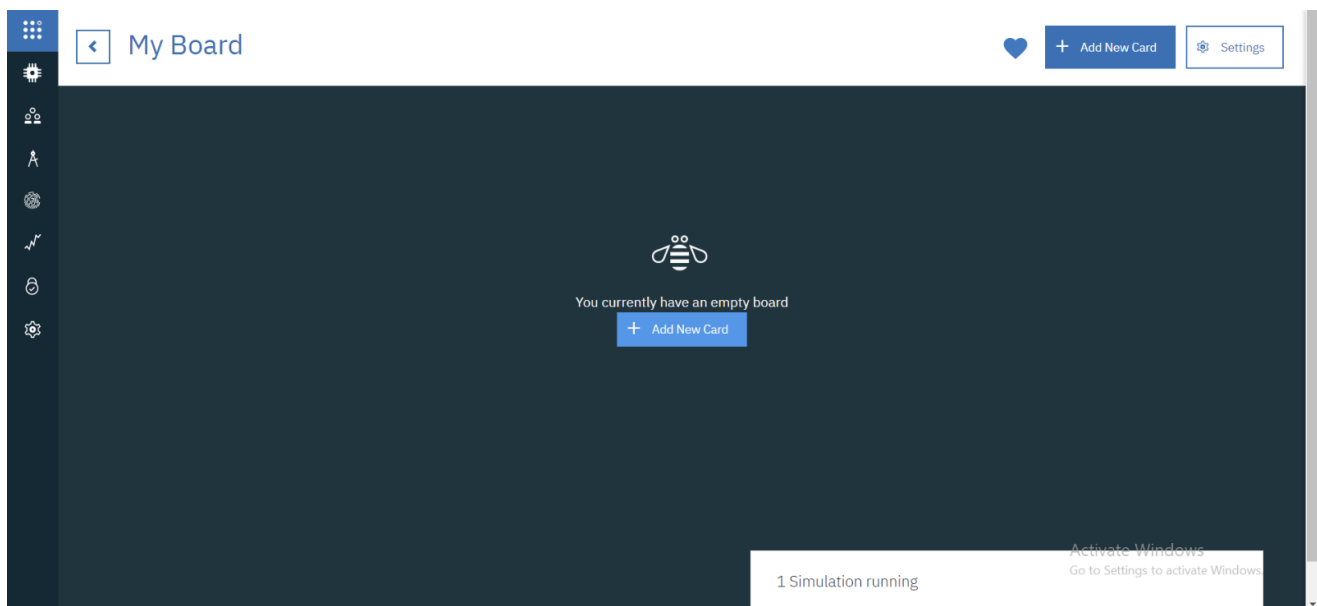 My Board
+ Add New Card
Settings
You currently have an empty board
+ Add New Card
Activate Windows
1 Simulation running
Go to Settings to activate Windows.